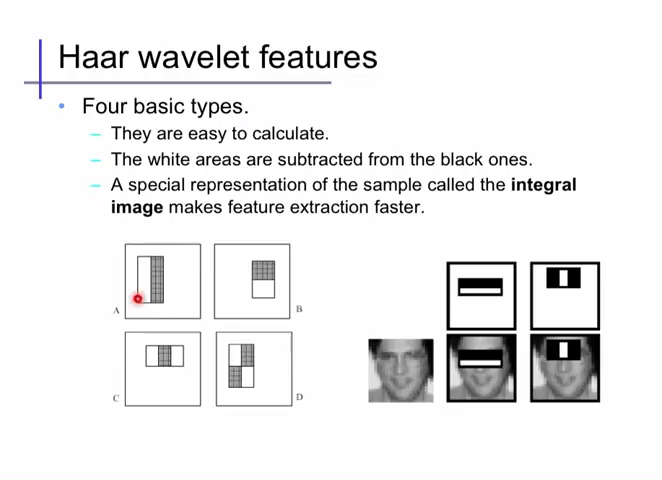 Haar wavelet features
• Four basic types.
– They are easy to calculate.
– The white areas are subtracted from the black ones.
– A special representation of the sample called the integral
image makes feature extraction faster.
A
B
C
D